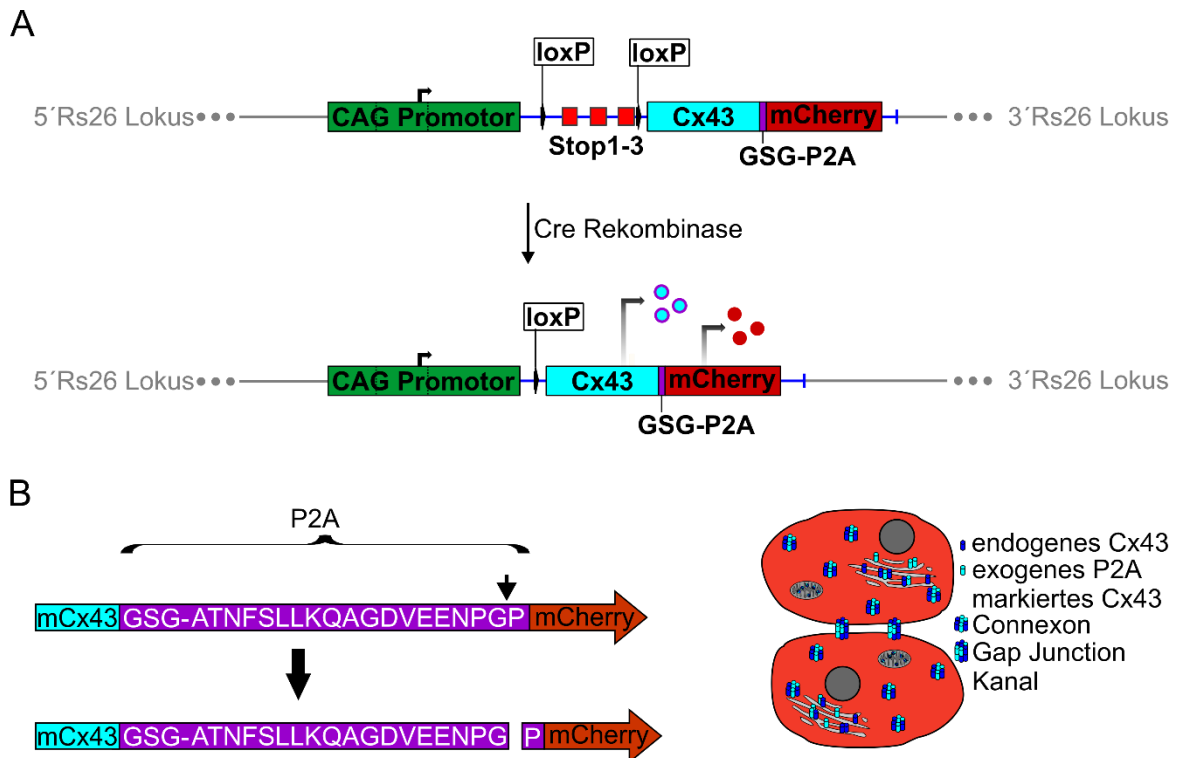 A
loxP
loxP
5´Rs26 Lokus
CAG Promotor
Cx43
mCherry
3´Rs26 Lokus
Stop1-3
GSG-P2A
Cre Rekombinase
loxP
5´Rs26 Lokus
CAG Promotor
Cx43
mCherry
3´Rs26 Lokus
GSG-P2A
B
P2A
mCx43 GSG-ATNFSLLKQAGDVEENPGP mCherry
mCx43 GSG-ATNFSLLKQAGDVEENPG P mCherry
endogenes Cx43
exogenes P2A
markiertes Cx43
Connexon
Gap Junction
Kanal